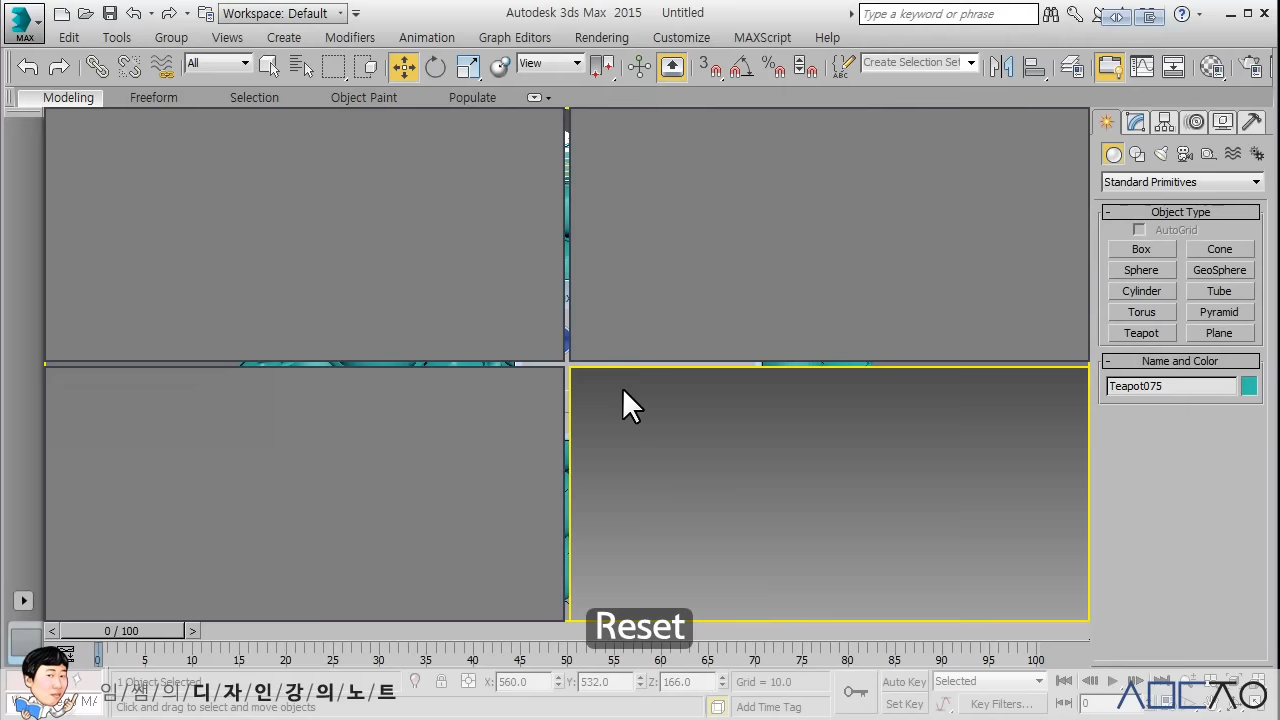 Workspace: Default
Autodesk 3ds Max 2015 Untitled
Type a keyword or phrase
MAX
Edit Tools Group Views Create Modifiers Animation Graph Editors Rendering Customize MAXScript Help
All
View
3
Create Selection Set
Modeling Freeform Selection Object Paint Populate
Standard Primitives
- Object Type
AutoGrid
Box Cone
Sphere GeoSphere
Cylinder Tube
Torus Pyramid
Teapot Plane
- Name and Color
Teapot075
Reset
< 0 / 100 >
0 5 10 15 20 25 30 35 40 45 50 55 60 65 70 75 80 85 90 95 100
1 Object Selected
X: 560.0 Y: 532.0 Z: 166.0 Grid = 10.0
Auto Key Selected
임/쌤/의/디/자/인/강/의/노/트
Click and drag to select and move objects
Add Time Tag
Set Key Key Filters...
0